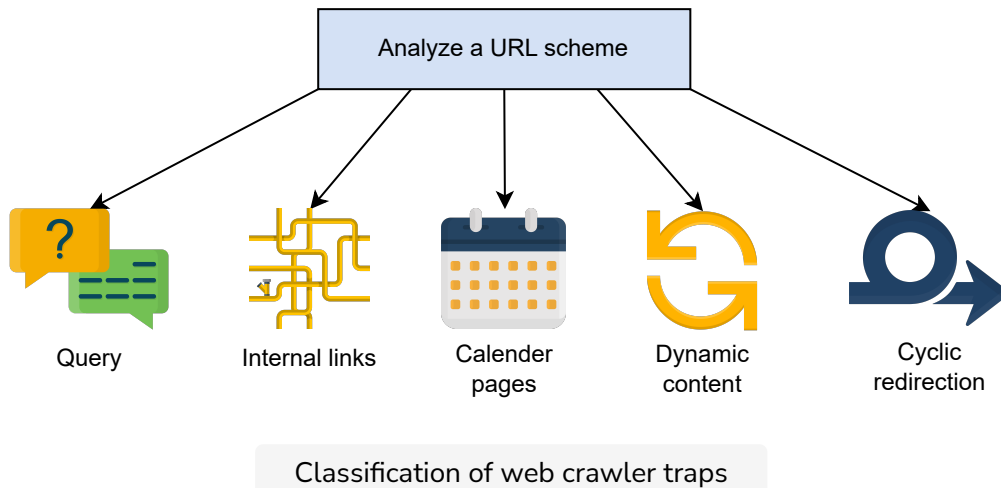 Analyze a URL scheme
?
Query
Internal links
Calender
pages
Dynamic
content
Cyclic
redirection
Classification of web crawler traps